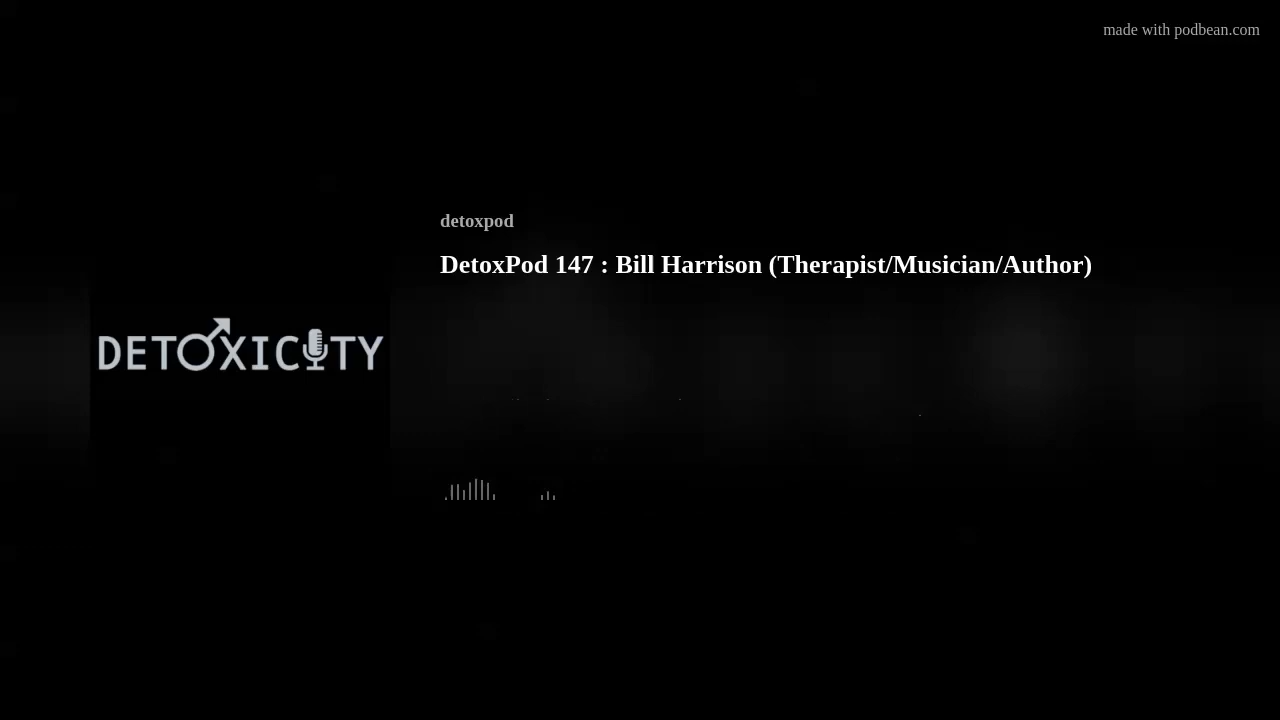 made with podbean.com
detoxpod
DetoxPod 147 : Bill Harrison (Therapist/Musician/Author)
DETOXICITY